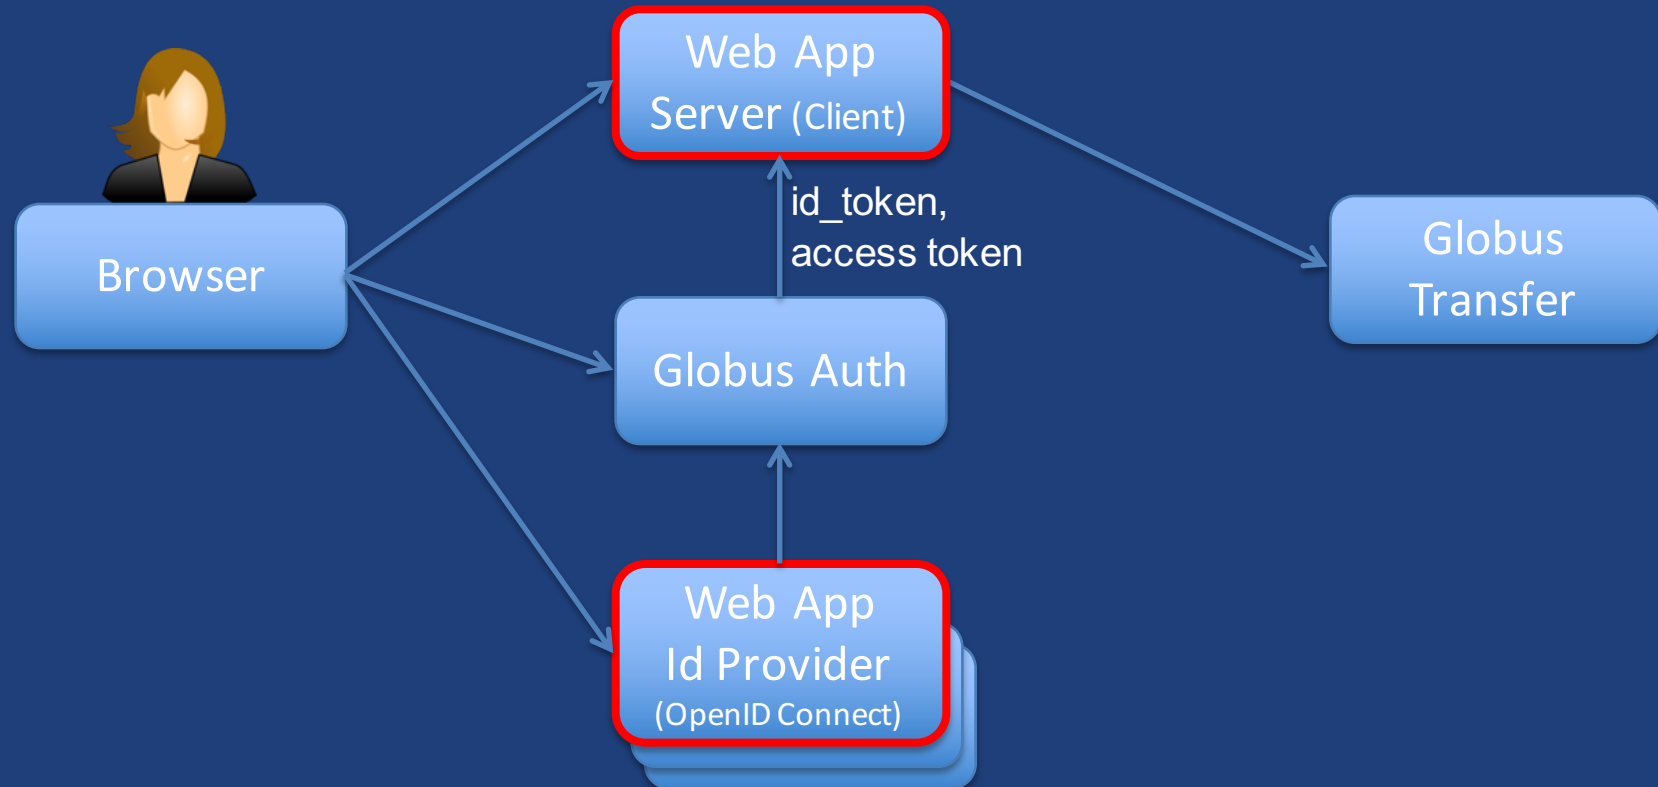 Web App
Server (Client)
id_token,
access token
Browser
Globus
Transfer
Globus Auth
Web App
Id Provider
(OpenID Connect)